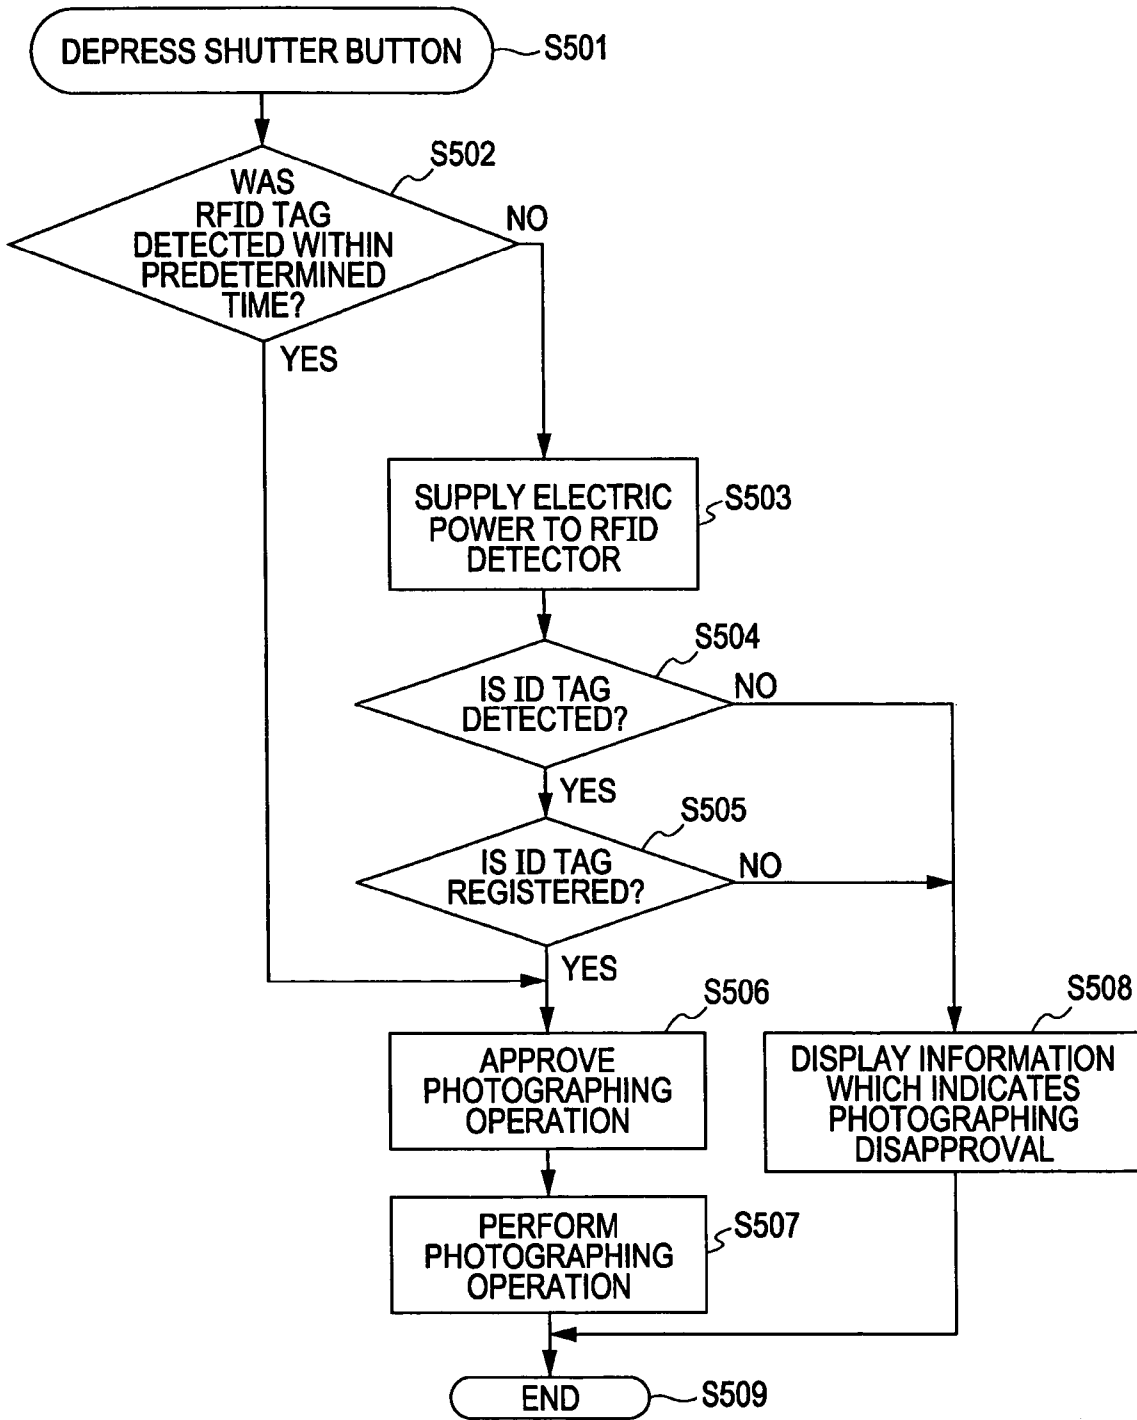 DEPRESS SHUTTER BUTTON
S501
S502
WAS
RFID TAG
DETECTED WITHIN
PREDETERMINED
TIME?
NO
YES
SUPPLY ELECTRIC
POWER TO RFID
DETECTOR
S503
S504
IS ID TAG
DETECTED?
NO
YES
S505
IS ID TAG
REGISTERED?
NO
YES
S506
APPROVE
PHOTOGRAPHING
OPERATION
S508
DISPLAY INFORMATION
WHICH INDICATES
PHOTOGRAPHING
DISAPPROVAL
PERFORM
PHOTOGRAPHING
OPERATION
S507
END
S509